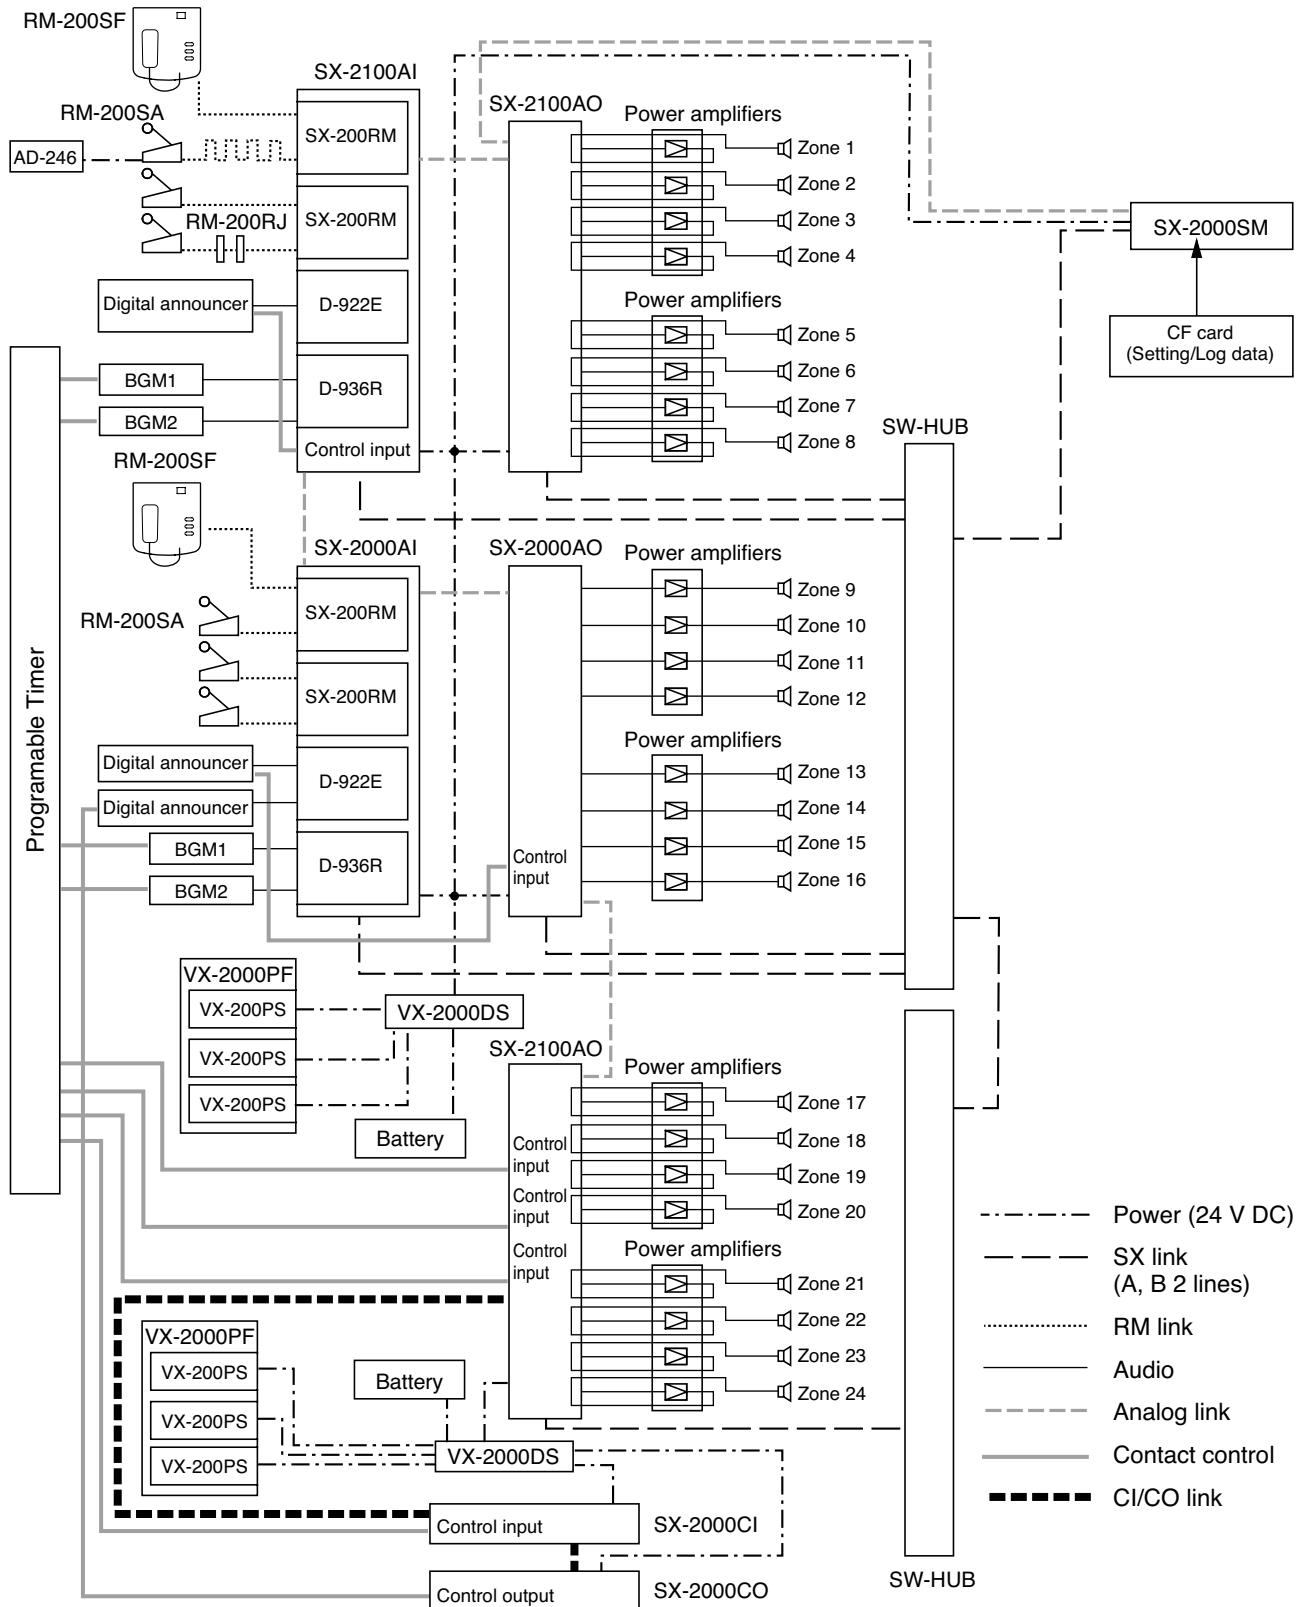 RM-200SF
SX-2100AI
SX-2100AO
Power amplifiers
RM-200SA
SX-200RM
AD-246
Zone 1
Zone 2
SX-200RM
RM-200RJ
Zone 3
Zone 4
SX-2000SM
Digital announcer
D-922E
Power amplifiers
CF card
(Setting/Log data)
Zone 5
BGM1
D-936R
Zone 6
BGM2
Zone 7
SW-HUB
Control input
Zone 8
RM-200SF
SX-2000AI
SX-2000AO
Power amplifiers
SX-200RM
Zone 9
RM-200SA
Zone 10
Zone 11
SX-200RM
Zone 12
Programable Timer
Power amplifiers
Digital announcer
D-922E
Zone 13
Digital announcer
Zone 14
BGM1
D-936R
Control
input
Zone 15
BGM2
Zone 16
VX-2000PF
VX-200PS
VX-2000DS
SX-2100AO
VX-200PS
Power amplifiers
VX-200PS
Zone 17
Battery
Control
input
Zone 18
Zone 19
Control
input
Zone 20
Power (24 V DC)
Control
input
Power amplifiers
SX link
(A, B 2 lines)
Zone 21
VX-2000PF
Zone 22
RM link
VX-200PS
Battery
Zone 23
Audio
Zone 24
VX-200PS
Analog link
VX-200PS
VX-2000DS
Contact control
CI/CO link
Control input
SX-2000CI
SW-HUB
Control output
SX-2000CO